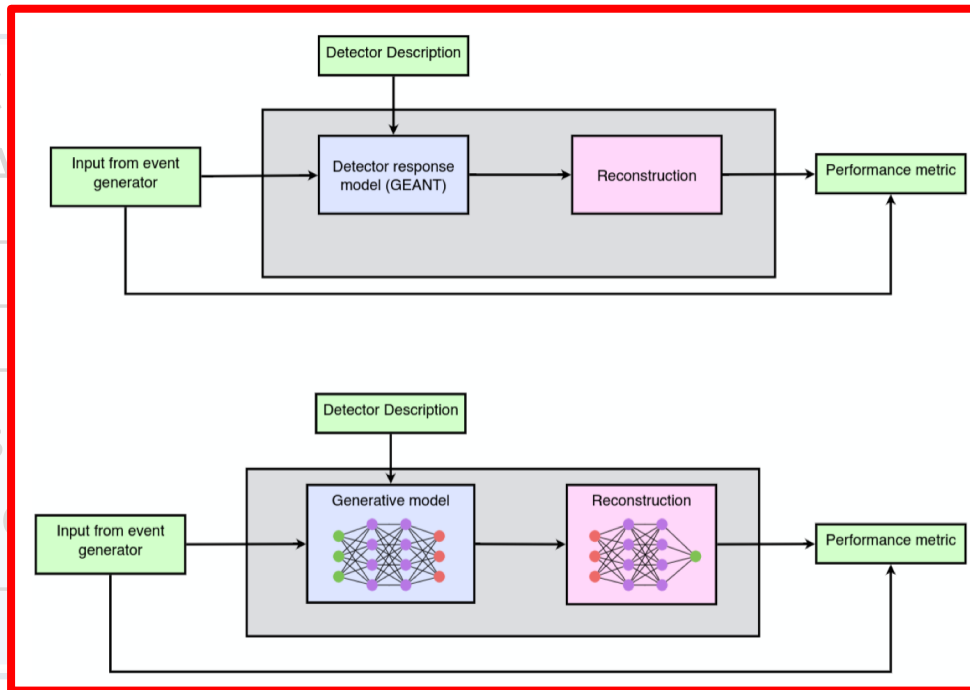 Detector Description
Input from event
generator
Detector response
model (GEANT)
Reconstruction
Performance metric
Detector Description
Generative model
Reconstruction
Input from event
generator
Performance metric